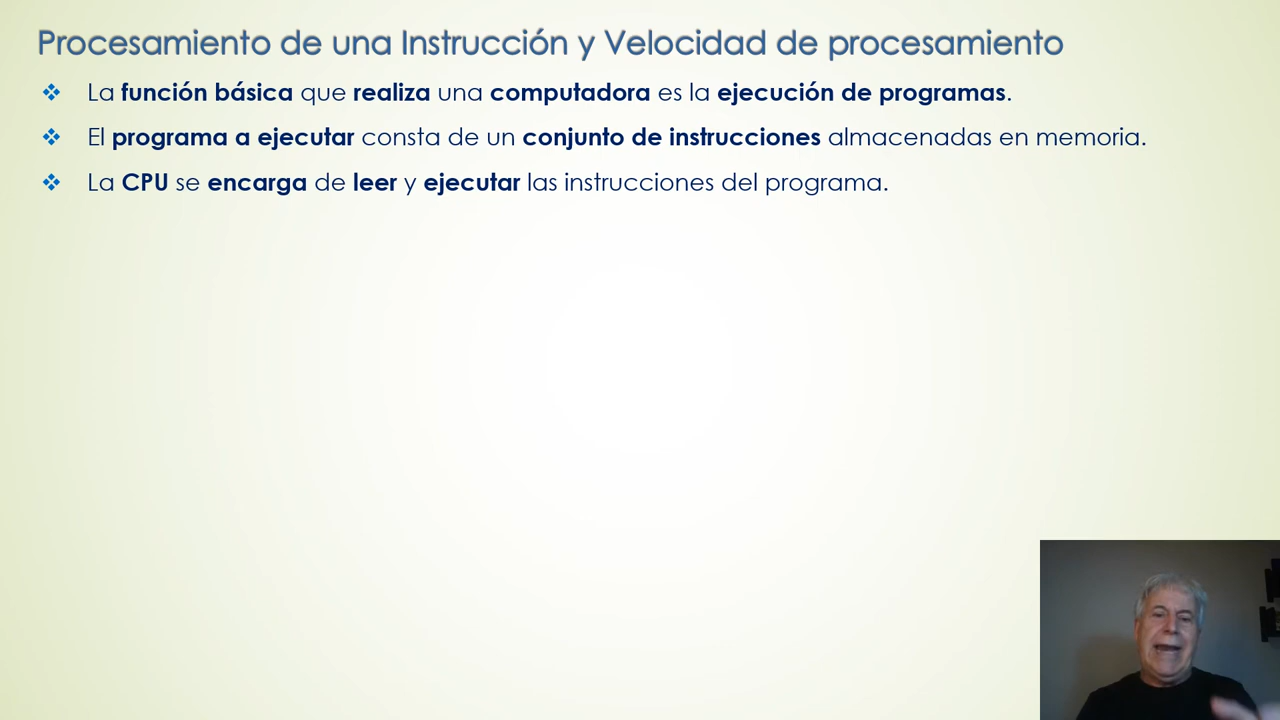 Procesamiento de una Instrucción y Velocidad de procesamiento
La función básica que realiza una computadora es la ejecución de programas.
El programa a ejecutar consta de un conjunto de instrucciones almacenadas en memoria.
La CPU se encarga de leer y ejecutar las instrucciones del programa.